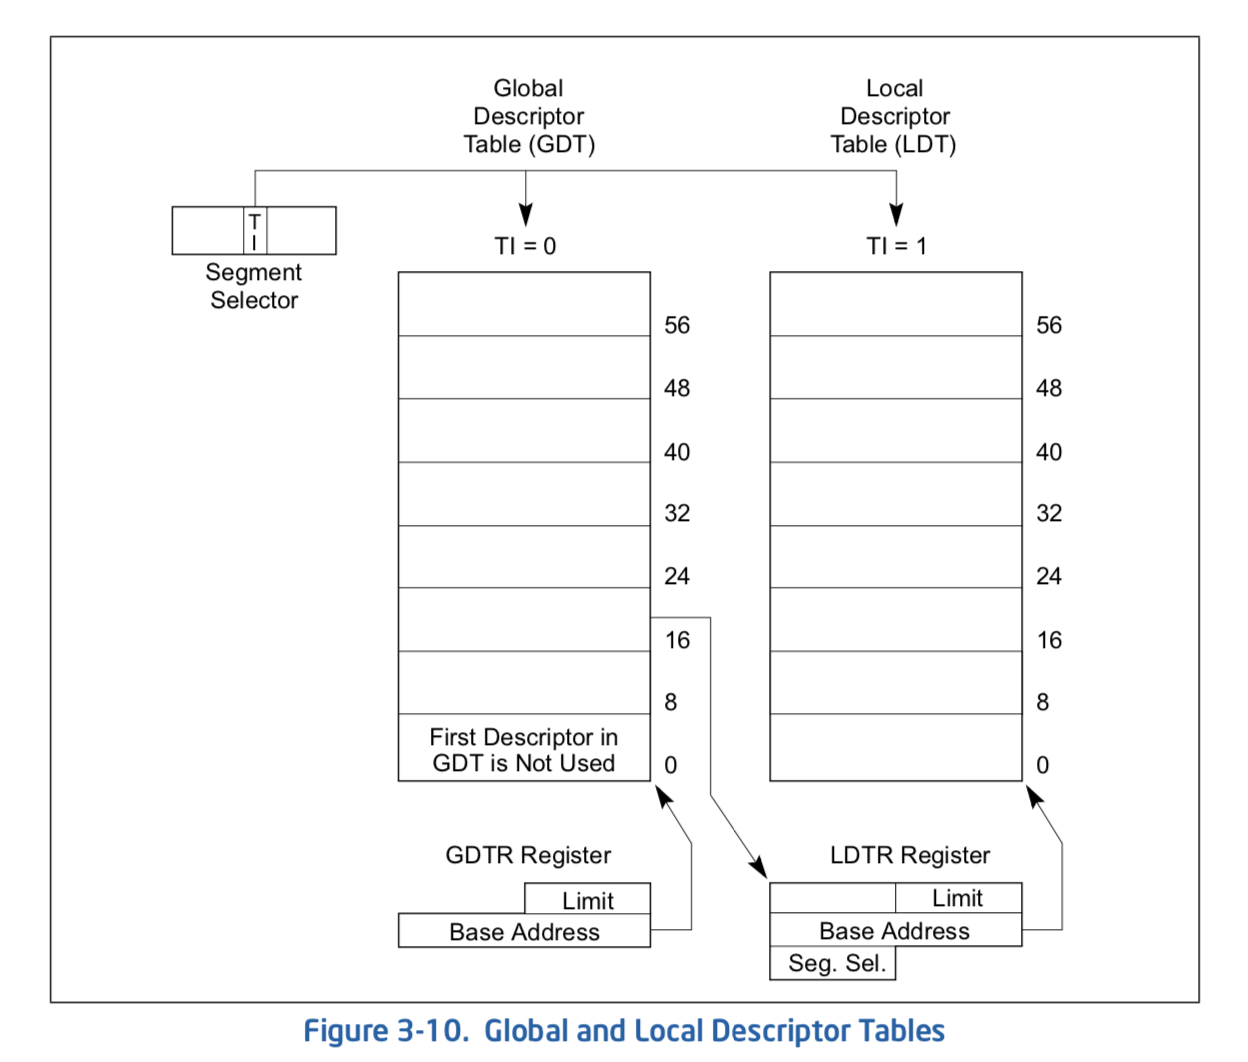 Global
Descriptor
Table (GDT)
Local
Descriptor
Table (LDT)
T
I
Segment
Selector
TI = 0
TI = 1
56
56
48
48
40
40
32
32
24
24
16
16
8
8
First Descriptor in
GDT is Not Used
0
0
GDTR Register
LDTR Register
Limit
Limit
Base Address
Base Address
Seg. Sel.
Figure 3-10. Global and Local Descriptor Tables